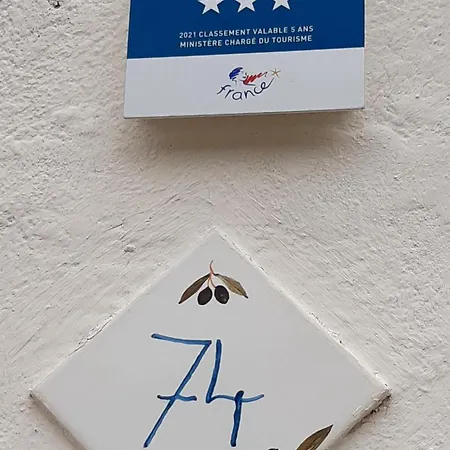 2021 CLASSEMENT VALABLE 5 ANS
MINISTÈRE CHARGÉ DU TOURISME
france
74